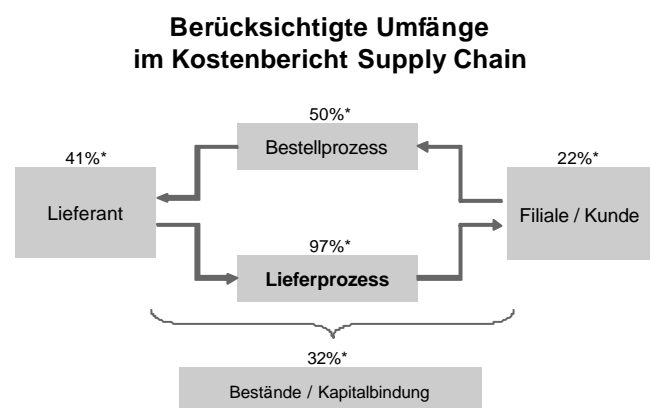 Berücksichtigte Umfänge
im Kostenbericht Supply Chain
50%*
Bestellprozess
41%*
Lieferant
22%*
Filiale / Kunde
97%*
Lieferprozess
32%*
Bestände / Kapitalbindung